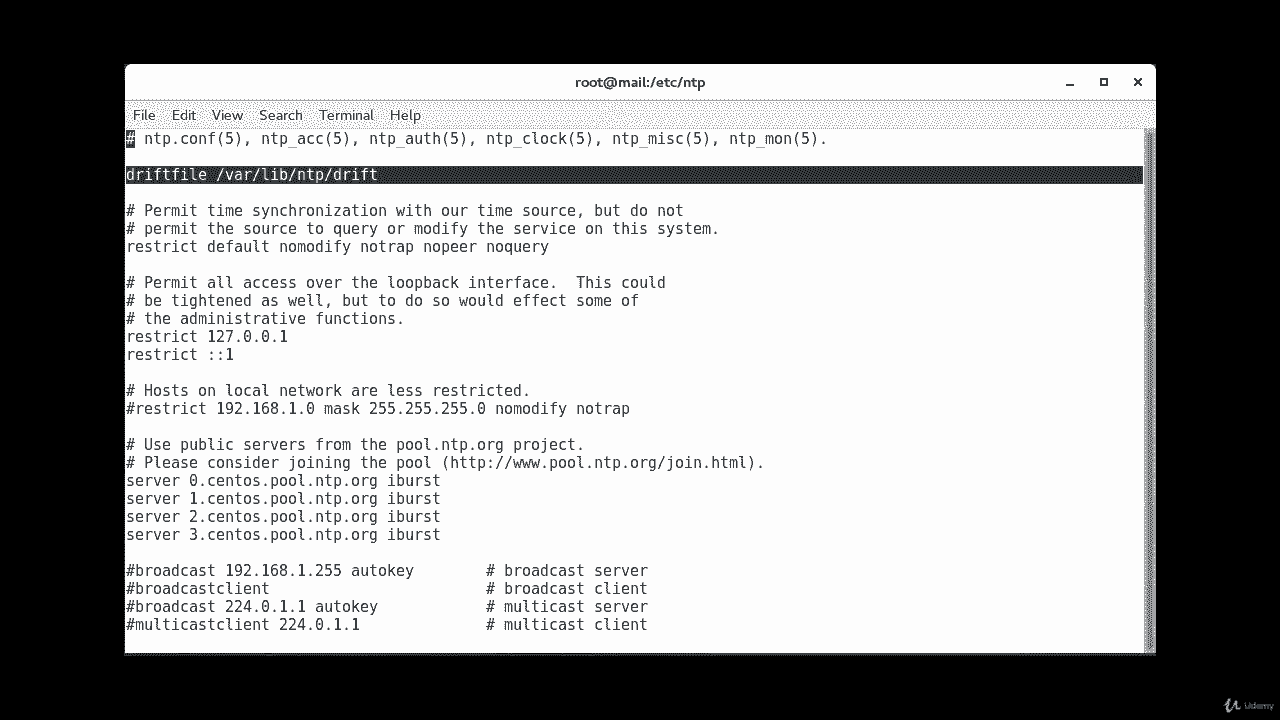 root@mail:/etc/ntp
File Edit View Search Terminal Help
# ntp.conf(5), ntp_acc(5), ntp_auth(5), ntp_clock(5), ntp_misc(5), ntp_mon(5).
driftfile /var/lib/ntp/drift
# Permit time synchronization with our time source, but do not
# permit the source to query or modify the service on this system.
restrict default nomodify notrap nopeer noquery
# Permit all access over the loopback interface.  This could
# be tightened as well, but to do so would effect some of
# the administrative functions.
restrict 127.0.0.1
restrict ::1
# Hosts on local network are less restricted.
#restrict 192.168.1.0 mask 255.255.255.0 nomodify notrap
# Use public servers from the pool.ntp.org project.
# Please consider joining the pool (http://www.pool.ntp.org/join.html).
server 0.centos.pool.ntp.org iburst
server 1.centos.pool.ntp.org iburst
server 2.centos.pool.ntp.org iburst
server 3.centos.pool.ntp.org iburst
#broadcast 192.168.1.255 autokey        # broadcast server
#broadcastclient                        # broadcast client
#broadcast 224.0.1.1 autokey            # multicast server
#multicastclient 224.0.1.1              # multicast client
Udemy